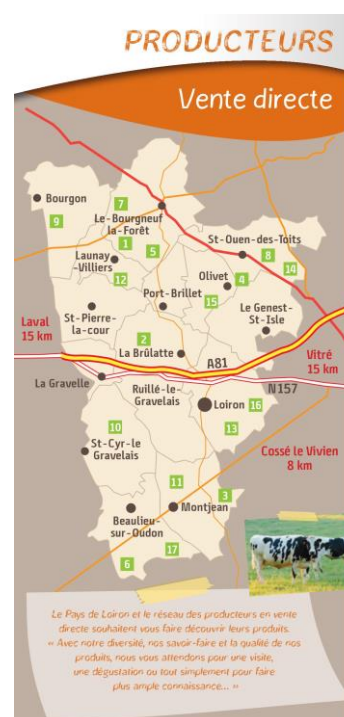 PRODUCTEURS
Vente directe
Bourgon
9
7
Le-Bourgneuf
la-Forêt
1
5
St-Ouen-des-Toits
8
14
Launay
-Villiers
12
Olivet
4
15
Port-Brillet
St-Pierre-
la-cour
Le Genest-
St-Isle
Laval
15 km
2
La Brûlatte
A81
Vitré
15 km
La Gravelle
Ruillé-le-
Gravelais
N157
Loiron
16
10
13
St-Cyr-le
Gravelais
Cossé le Vivien
8 km
11
3
Montjean
Beaulieu
-sur-Oudon
17
6
Le Pays de Loiron et le réseau des producteurs en vente
directe souhaitent vous faire découvrir leurs produits.
« Avec notre diversité, nos savoir-faire et la qualité de nos
produits, nous vous attendons pour une visite,
une dégustation ou tout simplement pour faire
plus ample connaissance... »